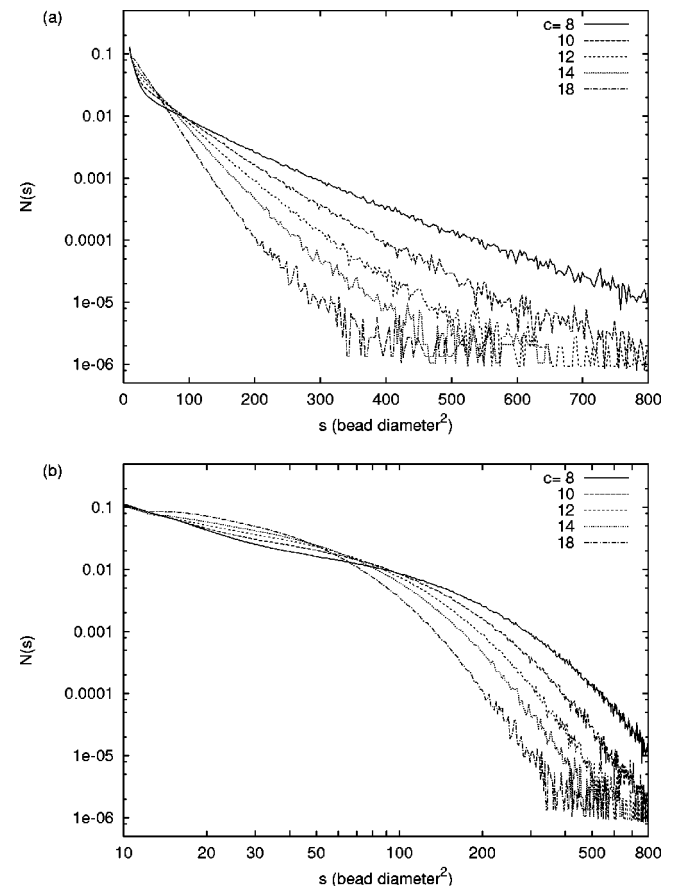 (a)
c= 8
10
12
14
18
0.1
0.01
0.001
0.0001
1e-05
1e-06
N(s)
0 100 200 300 400 500 600 700 800
s (bead diameter²)
(b)
c= 8
10
12
14
18
0.1
0.01
0.001
0.0001
1e-05
1e-06
N(s)
10 20 30 50 100 200 300 500 800
s (bead diameter²)